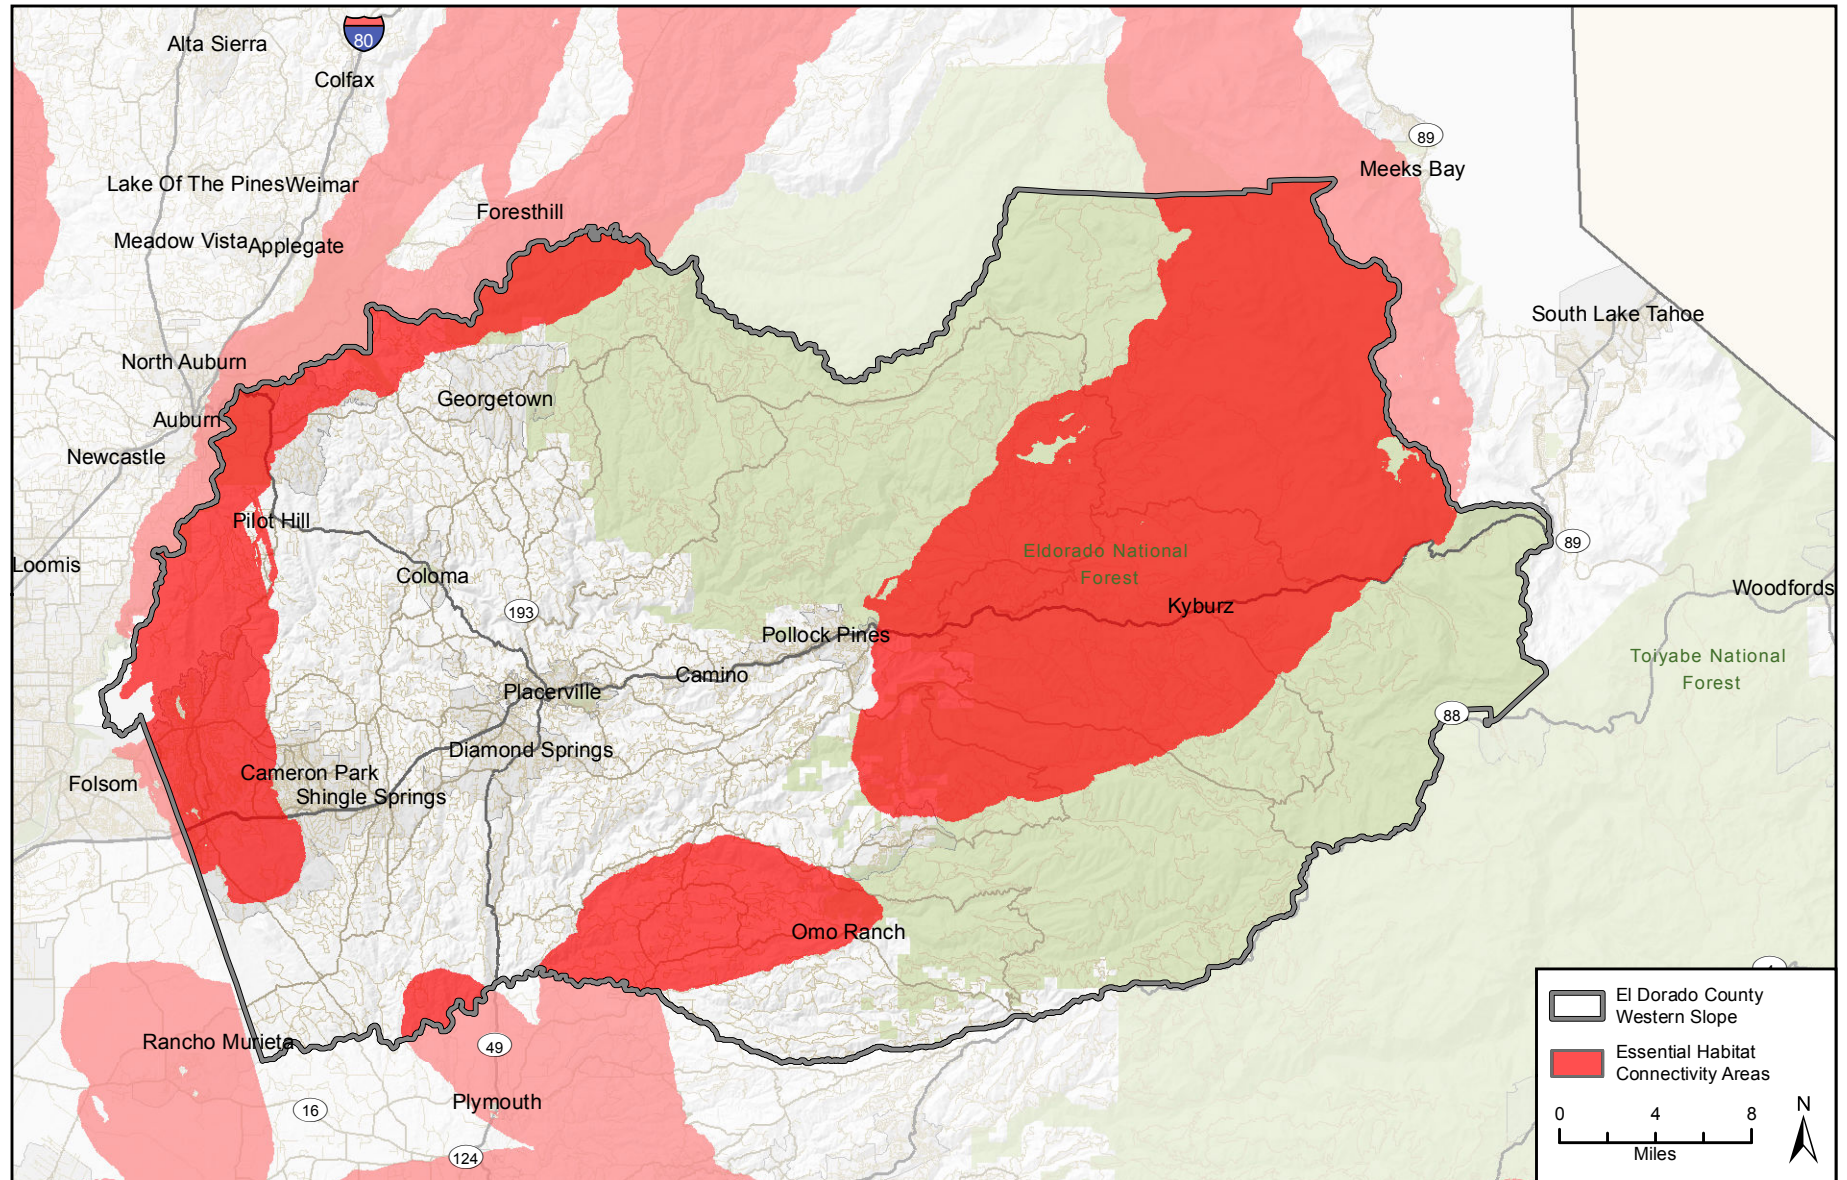 Alta Sierra
80
Colfax
89
Meeks Bay
Lake Of The Pines
Weimar
Foresthill
Meadow Vista
Applegate
South Lake Tahoe
North Auburn
Georgetown
Auburn
Newcastle
Pilot Hill
89
Eldorado National
Forest
Loomis
Coloma
Woodfords
193
Kyburz
Pollock Pines
Toiyabe National
Forest
Camino
Placerville
88
Diamond Springs
Cameron Park
Folsom
Shingle Springs
Omo Ranch
El Dorado County
Western Slope
Rancho Murieta
49
Essential Habitat
Connectivity Areas
Plymouth
16
0 4 8
Miles
N
124